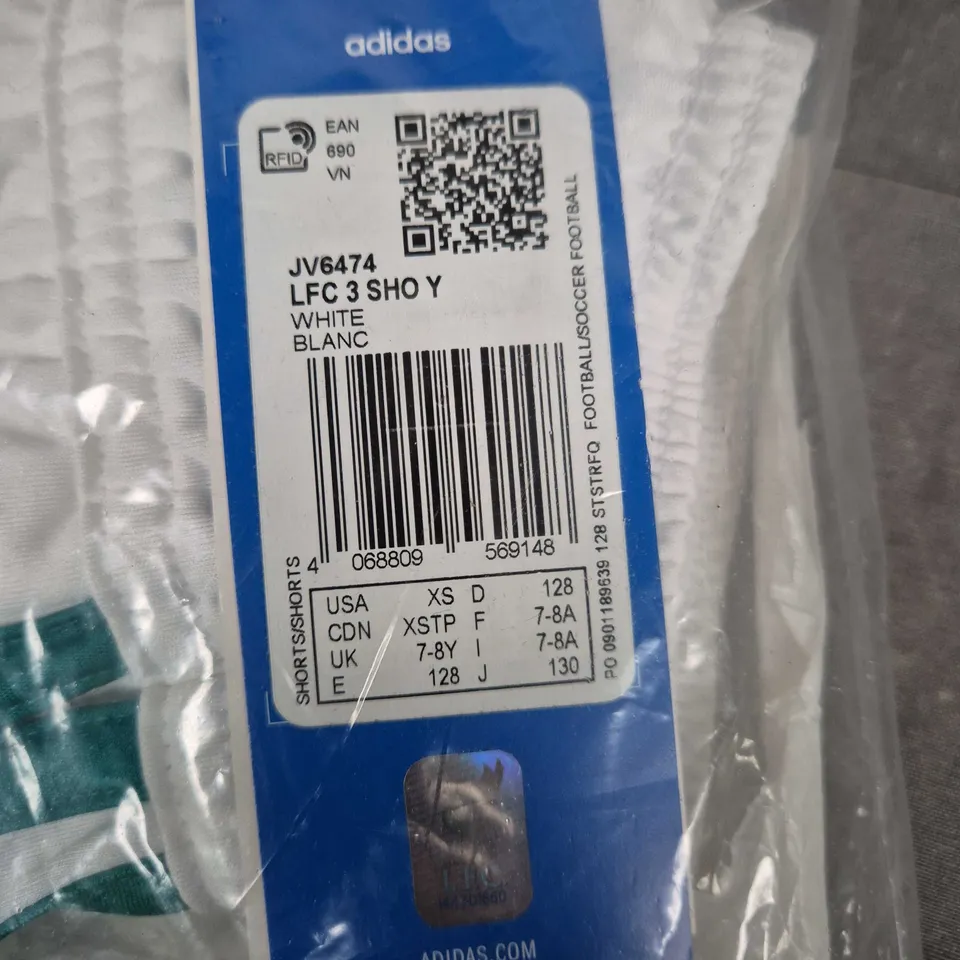 adidas
RFID
EAN
690
VN
JV6474
LFC 3 SHO Y
WHITE
BLANC
4 068809 569148
SHORTS/SHORTS
USA XS D 128
CDN XSTP F 7-8A
UK 7-8Y I 7-8A
E 128 J 130
PO 0901189639 128 STSTRFQ FOOTBALL/SOCCER FOOTBALL
ADIDAS.COM